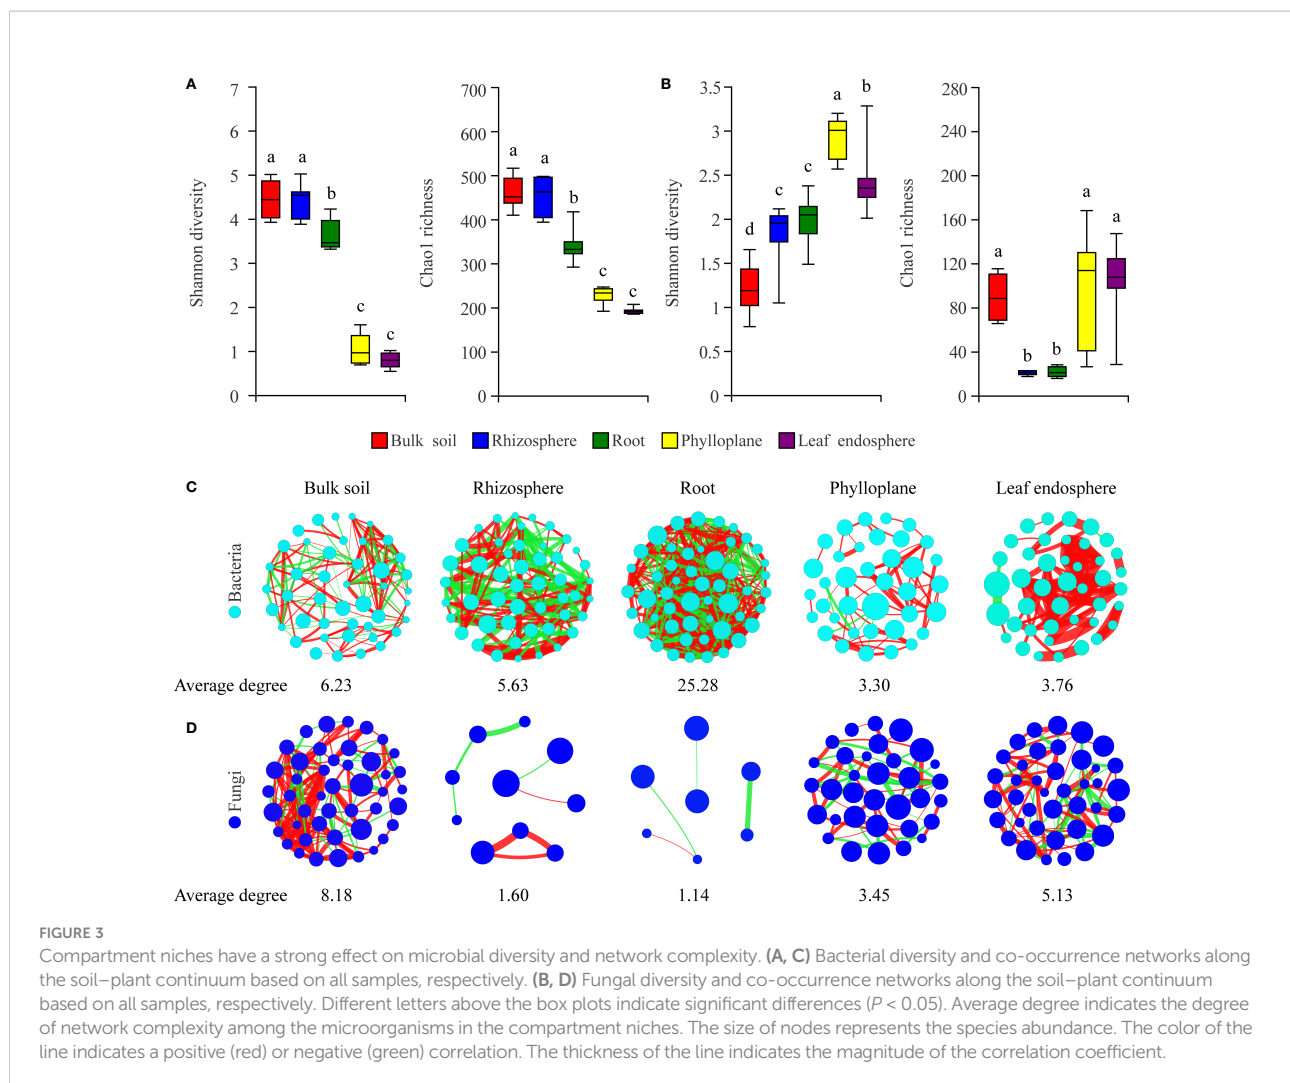 A
B
7
6
5
4
3
2
1
0
Shannon diversity
a
a
b
c
c
700
600
500
400
300
200
100
0
Chao1 richness
a
a
b
c
c
3.5
3
2.5
2
1.5
1
0.5
0
Shannon diversity
d
c
c
a
b
280
240
200
160
120
80
40
0
Chao1 richness
a
b
b
a
a
Bulk soil Rhizosphere Root Phylloplane Leaf endosphere
C Bulk soil Rhizosphere Root Phylloplane Leaf endosphere
Bacteria
Average degree 6.23 5.63 25.28 3.30 3.76
D
Fungi
Average degree 8.18 1.60 1.14 3.45 5.13
FIGURE 3
Compartment niches have a strong effect on microbial diversity and network complexity. (A, C) Bacterial diversity and co-occurrence networks along
the soil–plant continuum based on all samples, respectively. (B, D) Fungal diversity and co-occurrence networks along the soil–plant continuum
based on all samples, respectively. Different letters above the box plots indicate significant differences (P < 0.05). Average degree indicates the degree
of network complexity among the microorganisms in the compartment niches. The size of nodes represents the species abundance. The color of the
line indicates a positive (red) or negative (green) correlation. The thickness of the line indicates the magnitude of the correlation coefficient.